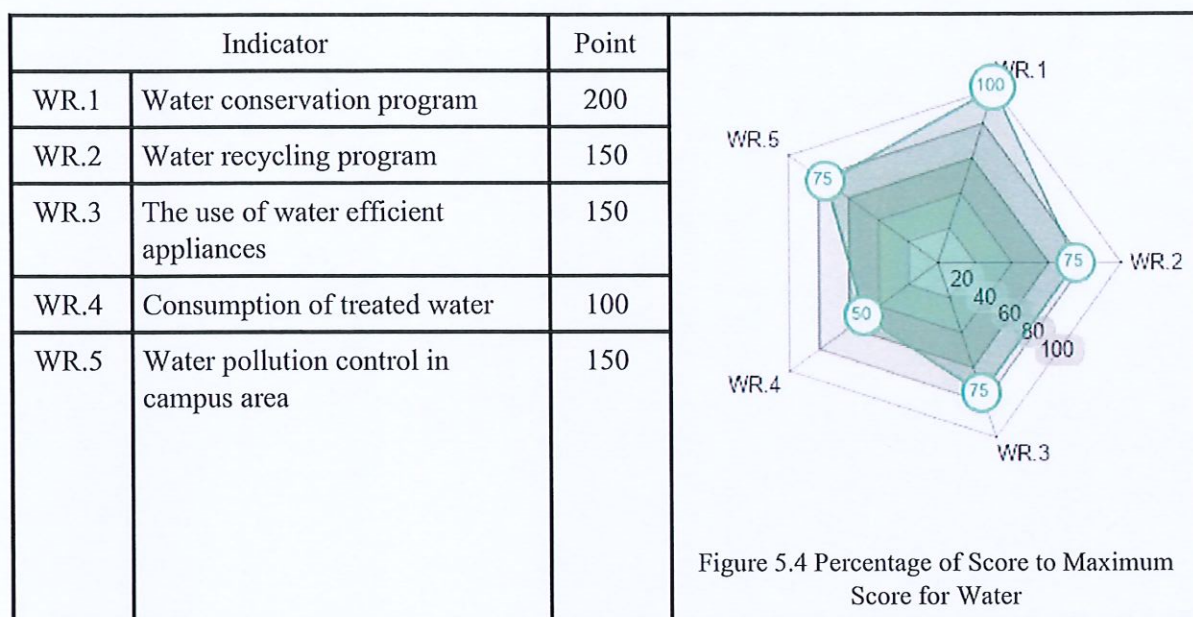 Indicator Point
WR.1 Water conservation program 200
WR.2 Water recycling program 150
WR.3 The use of water efficient appliances 150
WR.4 Consumption of treated water 100
WR.5 Water pollution control in campus area 150
WR.1
100
WR.5
75
75
WR.2
20
40
60
80
100
50
WR.4
75
WR.3
Figure 5.4 Percentage of Score to Maximum
Score for Water